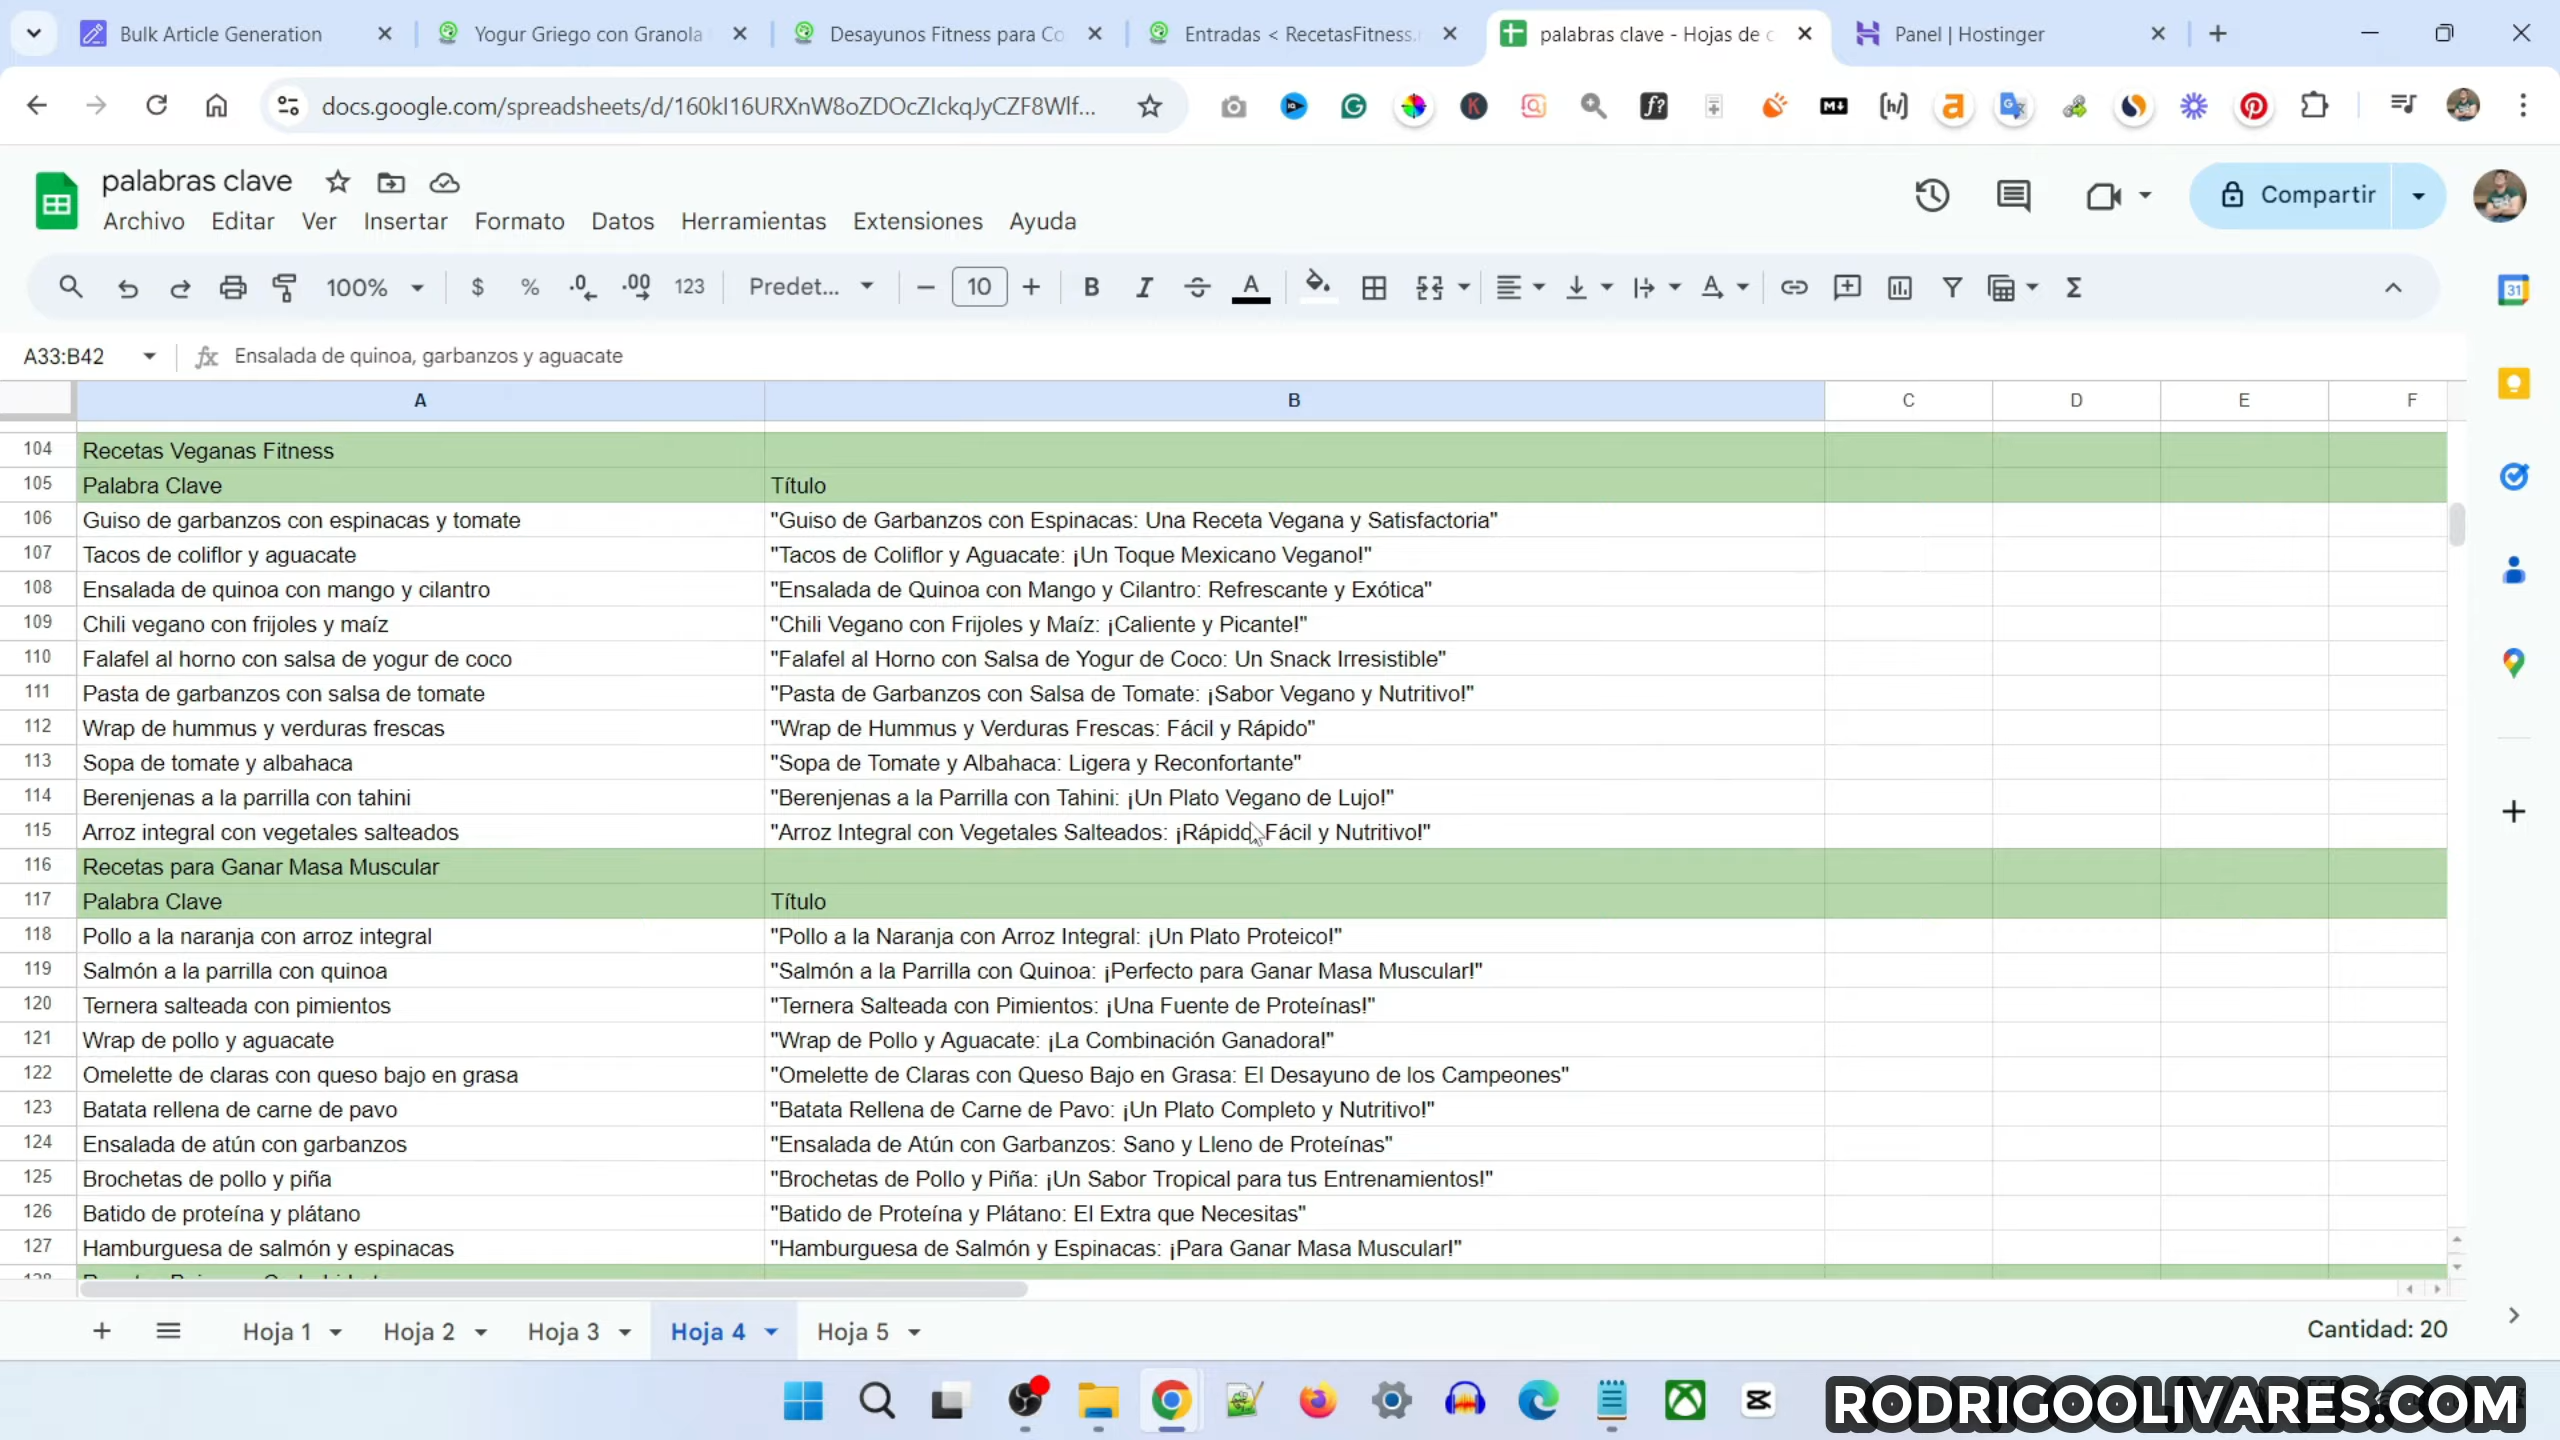 Bulk Article Generation
Yogur Griego con Granola
Desayunos Fitness para Co
Entradas < RecetasFitness.
palabras clave - Hojas de c
Panel | Hostinger
docs.google.com/spreadsheets/d/160kI16URXnW8oZDOcZIckqJyCZF8Wlf...
palabras clave
Archivo Editar Ver Insertar Formato Datos Herramientas Extensiones Ayuda
Compartir
100% $ % .0 .00 123 Predet... 10 B I A
A33:B42 fx Ensalada de quinoa, garbanzos y aguacate
A B C D E F
104 Recetas Veganas Fitness
105 Palabra Clave Título
106 Guiso de garbanzos con espinacas y tomate "Guiso de Garbanzos con Espinacas: Una Receta Vegana y Satisfactoria"
107 Tacos de coliflor y aguacate "Tacos de Coliflor y Aguacate: ¡Un Toque Mexicano Vegano!"
108 Ensalada de quinoa con mango y cilantro "Ensalada de Quinoa con Mango y Cilantro: Refrescante y Exótica"
109 Chili vegano con frijoles y maíz "Chili Vegano con Frijoles y Maíz: ¡Caliente y Picante!"
110 Falafel al horno con salsa de yogur de coco "Falafel al Horno con Salsa de Yogur de Coco: Un Snack Irresistible"
111 Pasta de garbanzos con salsa de tomate "Pasta de Garbanzos con Salsa de Tomate: ¡Sabor Vegano y Nutritivo!"
112 Wrap de hummus y verduras frescas "Wrap de Hummus y Verduras Frescas: Fácil y Rápido"
113 Sopa de tomate y albahaca "Sopa de Tomate y Albahaca: Ligera y Reconfortante"
114 Berenjenas a la parrilla con tahini "Berenjenas a la Parrilla con Tahini: ¡Un Plato Vegano de Lujo!"
115 Arroz integral con vegetales salteados "Arroz Integral con Vegetales Salteados: ¡Rápido, Fácil y Nutritivo!"
116 Recetas para Ganar Masa Muscular
117 Palabra Clave Título
118 Pollo a la naranja con arroz integral "Pollo a la Naranja con Arroz Integral: ¡Un Plato Proteico!"
119 Salmón a la parrilla con quinoa "Salmón a la Parrilla con Quinoa: ¡Perfecto para Ganar Masa Muscular!"
120 Ternera salteada con pimientos "Ternera Salteada con Pimientos: ¡Una Fuente de Proteínas!"
121 Wrap de pollo y aguacate "Wrap de Pollo y Aguacate: ¡La Combinación Ganadora!"
122 Omelette de claras con queso bajo en grasa "Omelette de Claras con Queso Bajo en Grasa: El Desayuno de los Campeones"
123 Batata rellena de carne de pavo "Batata Rellena de Carne de Pavo: ¡Un Plato Completo y Nutritivo!"
124 Ensalada de atún con garbanzos "Ensalada de Atún con Garbanzos: Sano y Lleno de Proteínas"
125 Brochetas de pollo y piña "Brochetas de Pollo y Piña: ¡Un Sabor Tropical para tus Entrenamientos!"
126 Batido de proteína y plátano "Batido de Proteína y Plátano: El Extra que Necesitas"
127 Hamburguesa de salmón y espinacas "Hamburguesa de Salmón y Espinacas: ¡Para Ganar Masa Muscular!"
Hoja 1 Hoja 2 Hoja 3 Hoja 4 Hoja 5 Cantidad: 20
RODRIGOOLIVARES.COM